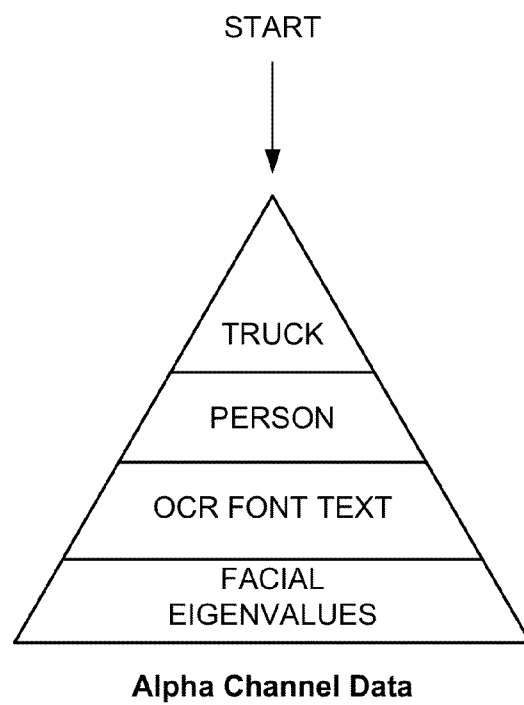 START
TRUCK
PERSON
OCR FONT TEXT
FACIAL
EIGENVALUES
Alpha Channel Data